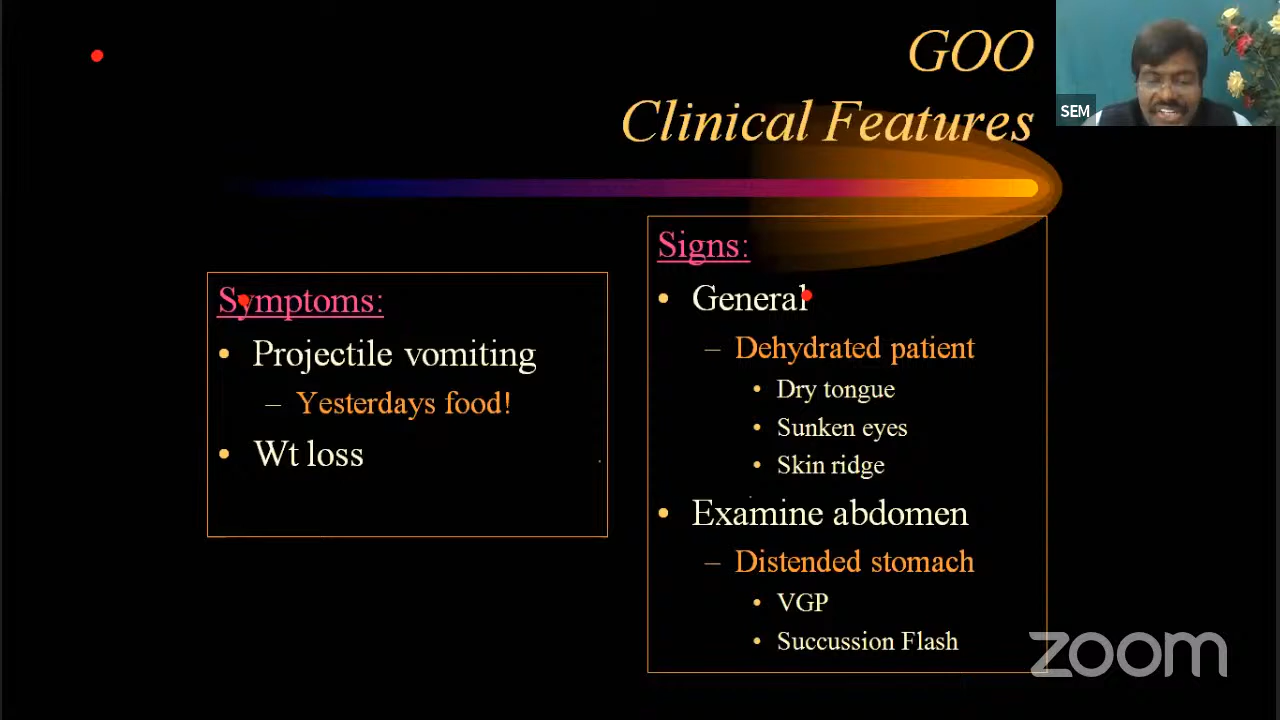 GOO
Clinical Features
SEM
Symptoms:
• Projectile vomiting
– Yesterdays food!
• Wt loss
Signs:
• General
– Dehydrated patient
• Dry tongue
• Sunken eyes
• Skin ridge
• Examine abdomen
– Distended stomach
• VGP
• Succussion Flash
zoom